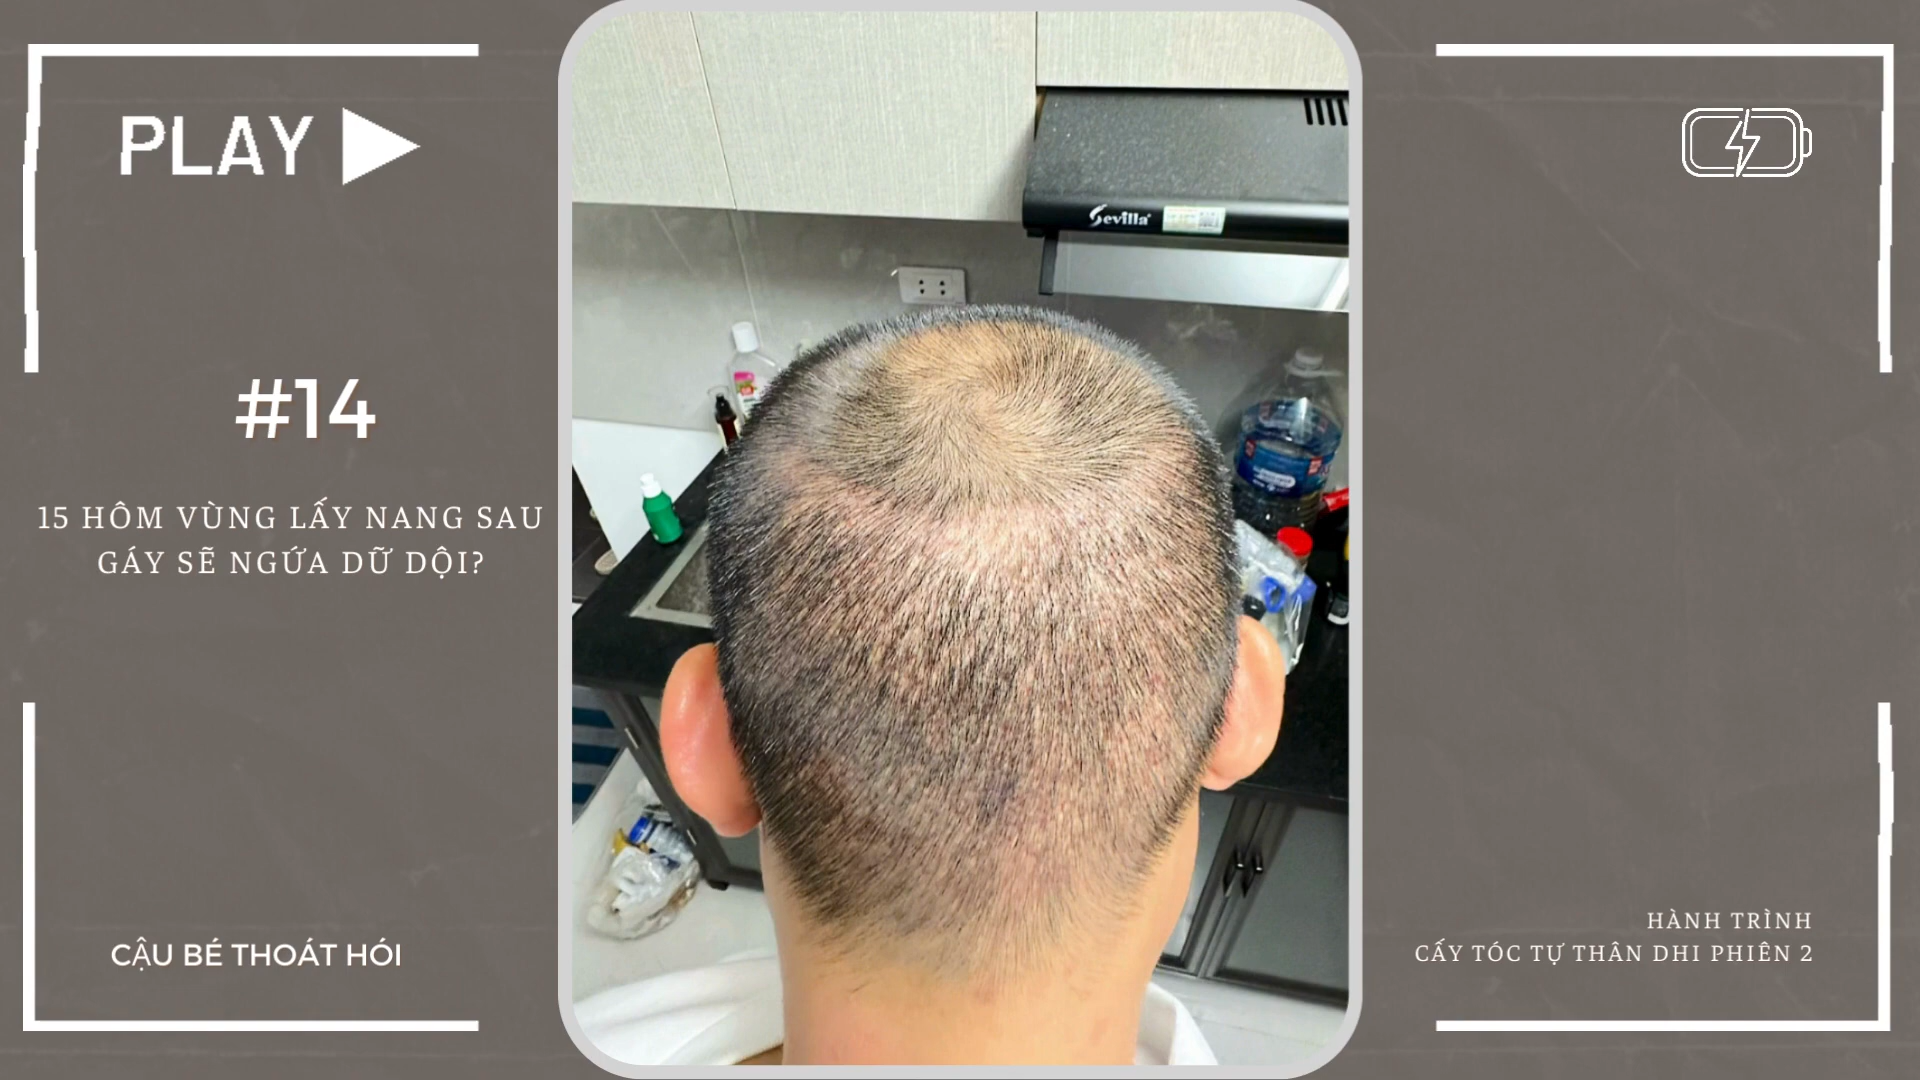 PLAY
#14
15 HÔM VÙNG LẤY NANG SAU
GÁY SẼ NGỨA DỮ DỘI?
CẬU BÉ THOÁT HÓI
Sevilla
HÀNH TRÌNH
CẤY TÓC TỰ THÂN DHI PHIÊN 2